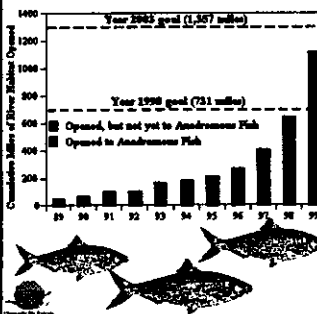 Cumulative Miles of River Habitat Opened
1400
1200
1000
800
600
400
200
0
Year 2003 goal (1,357 miles)
Year 1998 goal (731 miles)
Opened, but not yet to Anadromous Fish
Opened to Anadromous Fish
89 90 91 92 93 94 95 96 97 98 99